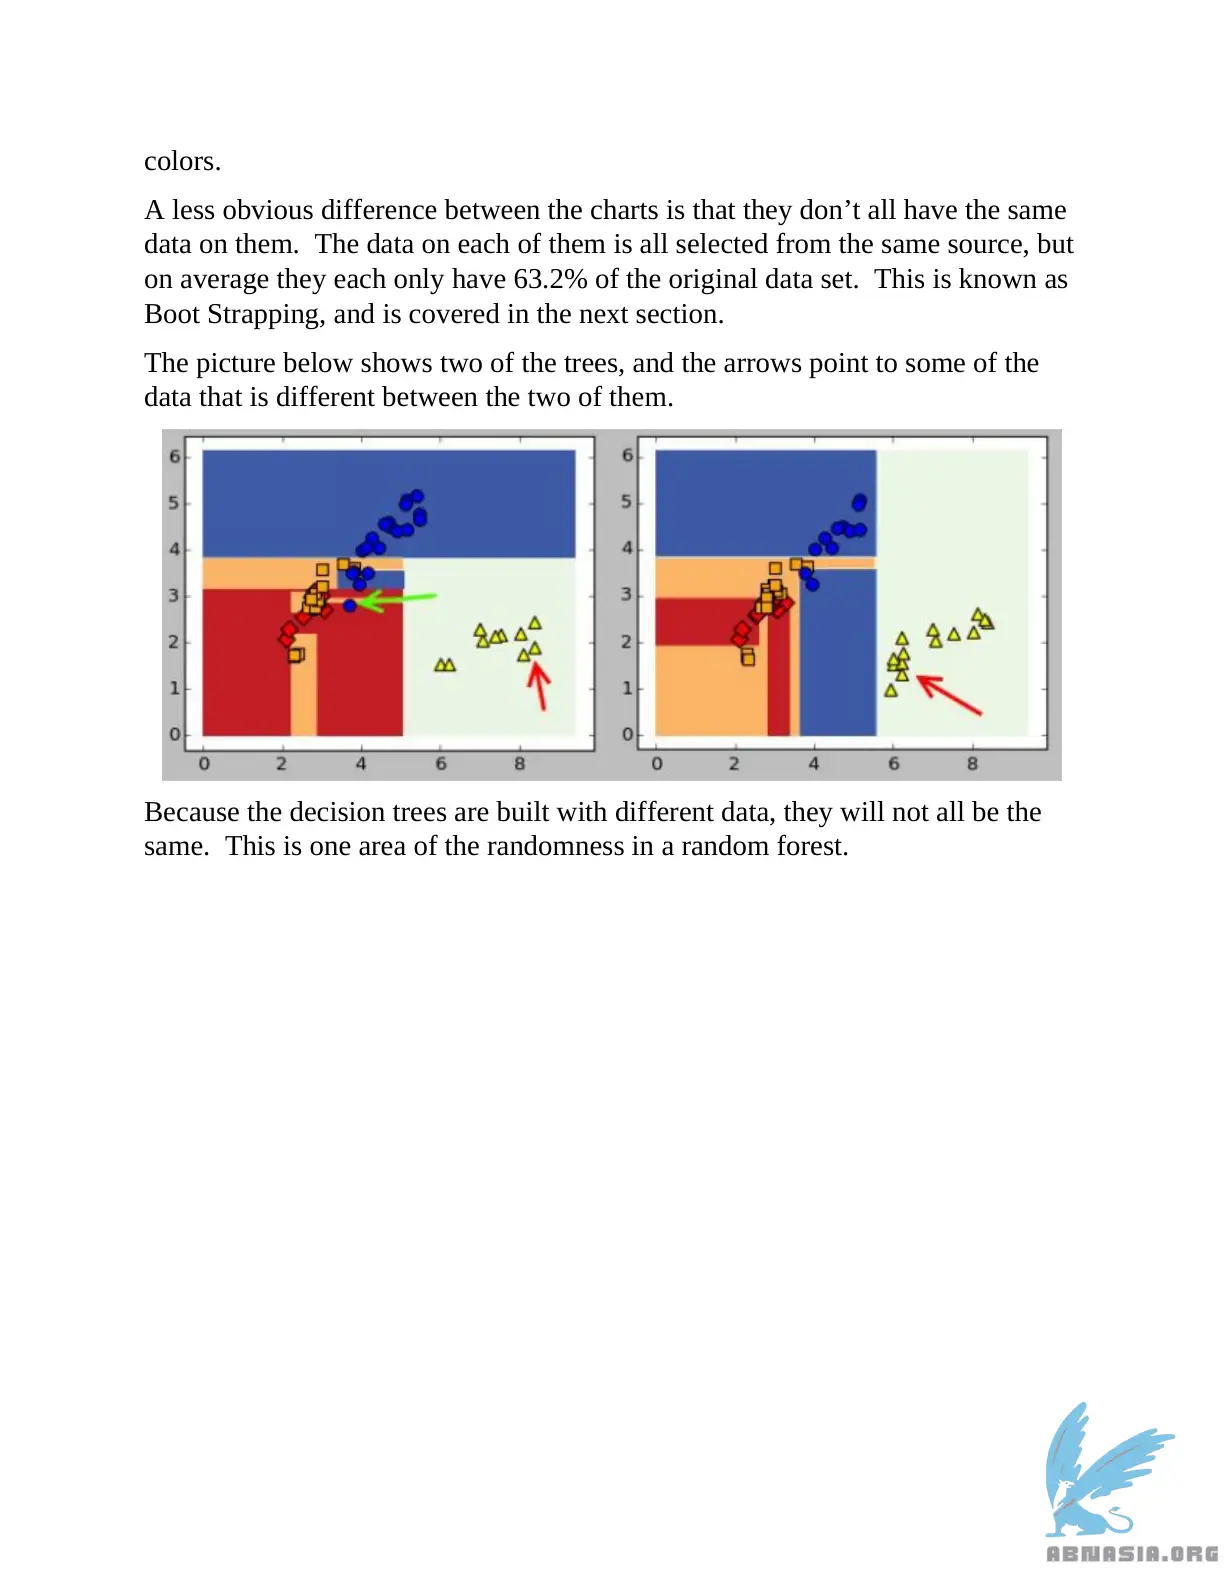 colors.
A less obvious difference between the charts is that they don’t all have the same
data on them.  The data on each of them is all selected from the same source, but
on average they each only have 63.2% of the original data set.  This is known as
Boot Strapping, and is covered in the next section.
The picture below shows two of the trees, and the arrows point to some of the
data that is different between the two of them.
6
5
4
3
2
1
0
0 2 4 6 8
6
5
4
3
2
1
0
0 2 4 6 8
Because the decision trees are built with different data, they will not all be the
same.  This is one area of the randomness in a random forest.
ABNASIA.ORG